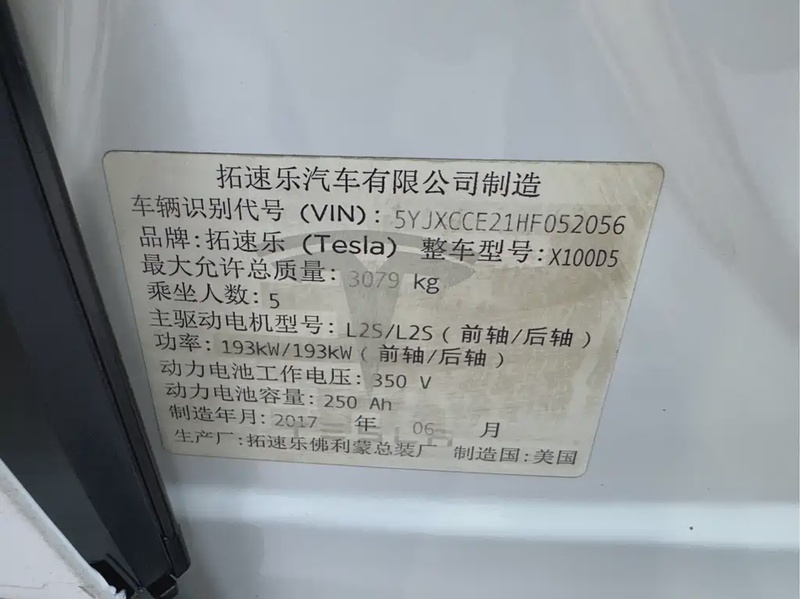 拓速乐汽车有限公司制造
车辆识别代号 (VIN): 5YJXCCE21HF052056
品牌: 拓速乐 (Tesla) 整车型号: X100D5
最大允许总质量: 3079 kg
乘坐人数: 5
主驱动电机型号: L2S/L2S ( 前轴/后轴 )
功率: 193kW/193kW ( 前轴/后轴 )
动力电池工作电压: 350 V
动力电池容量: 250 Ah
制造年月: 2017 年 06 月
生产厂: 拓速乐佛利蒙总装厂 制造国: 美国